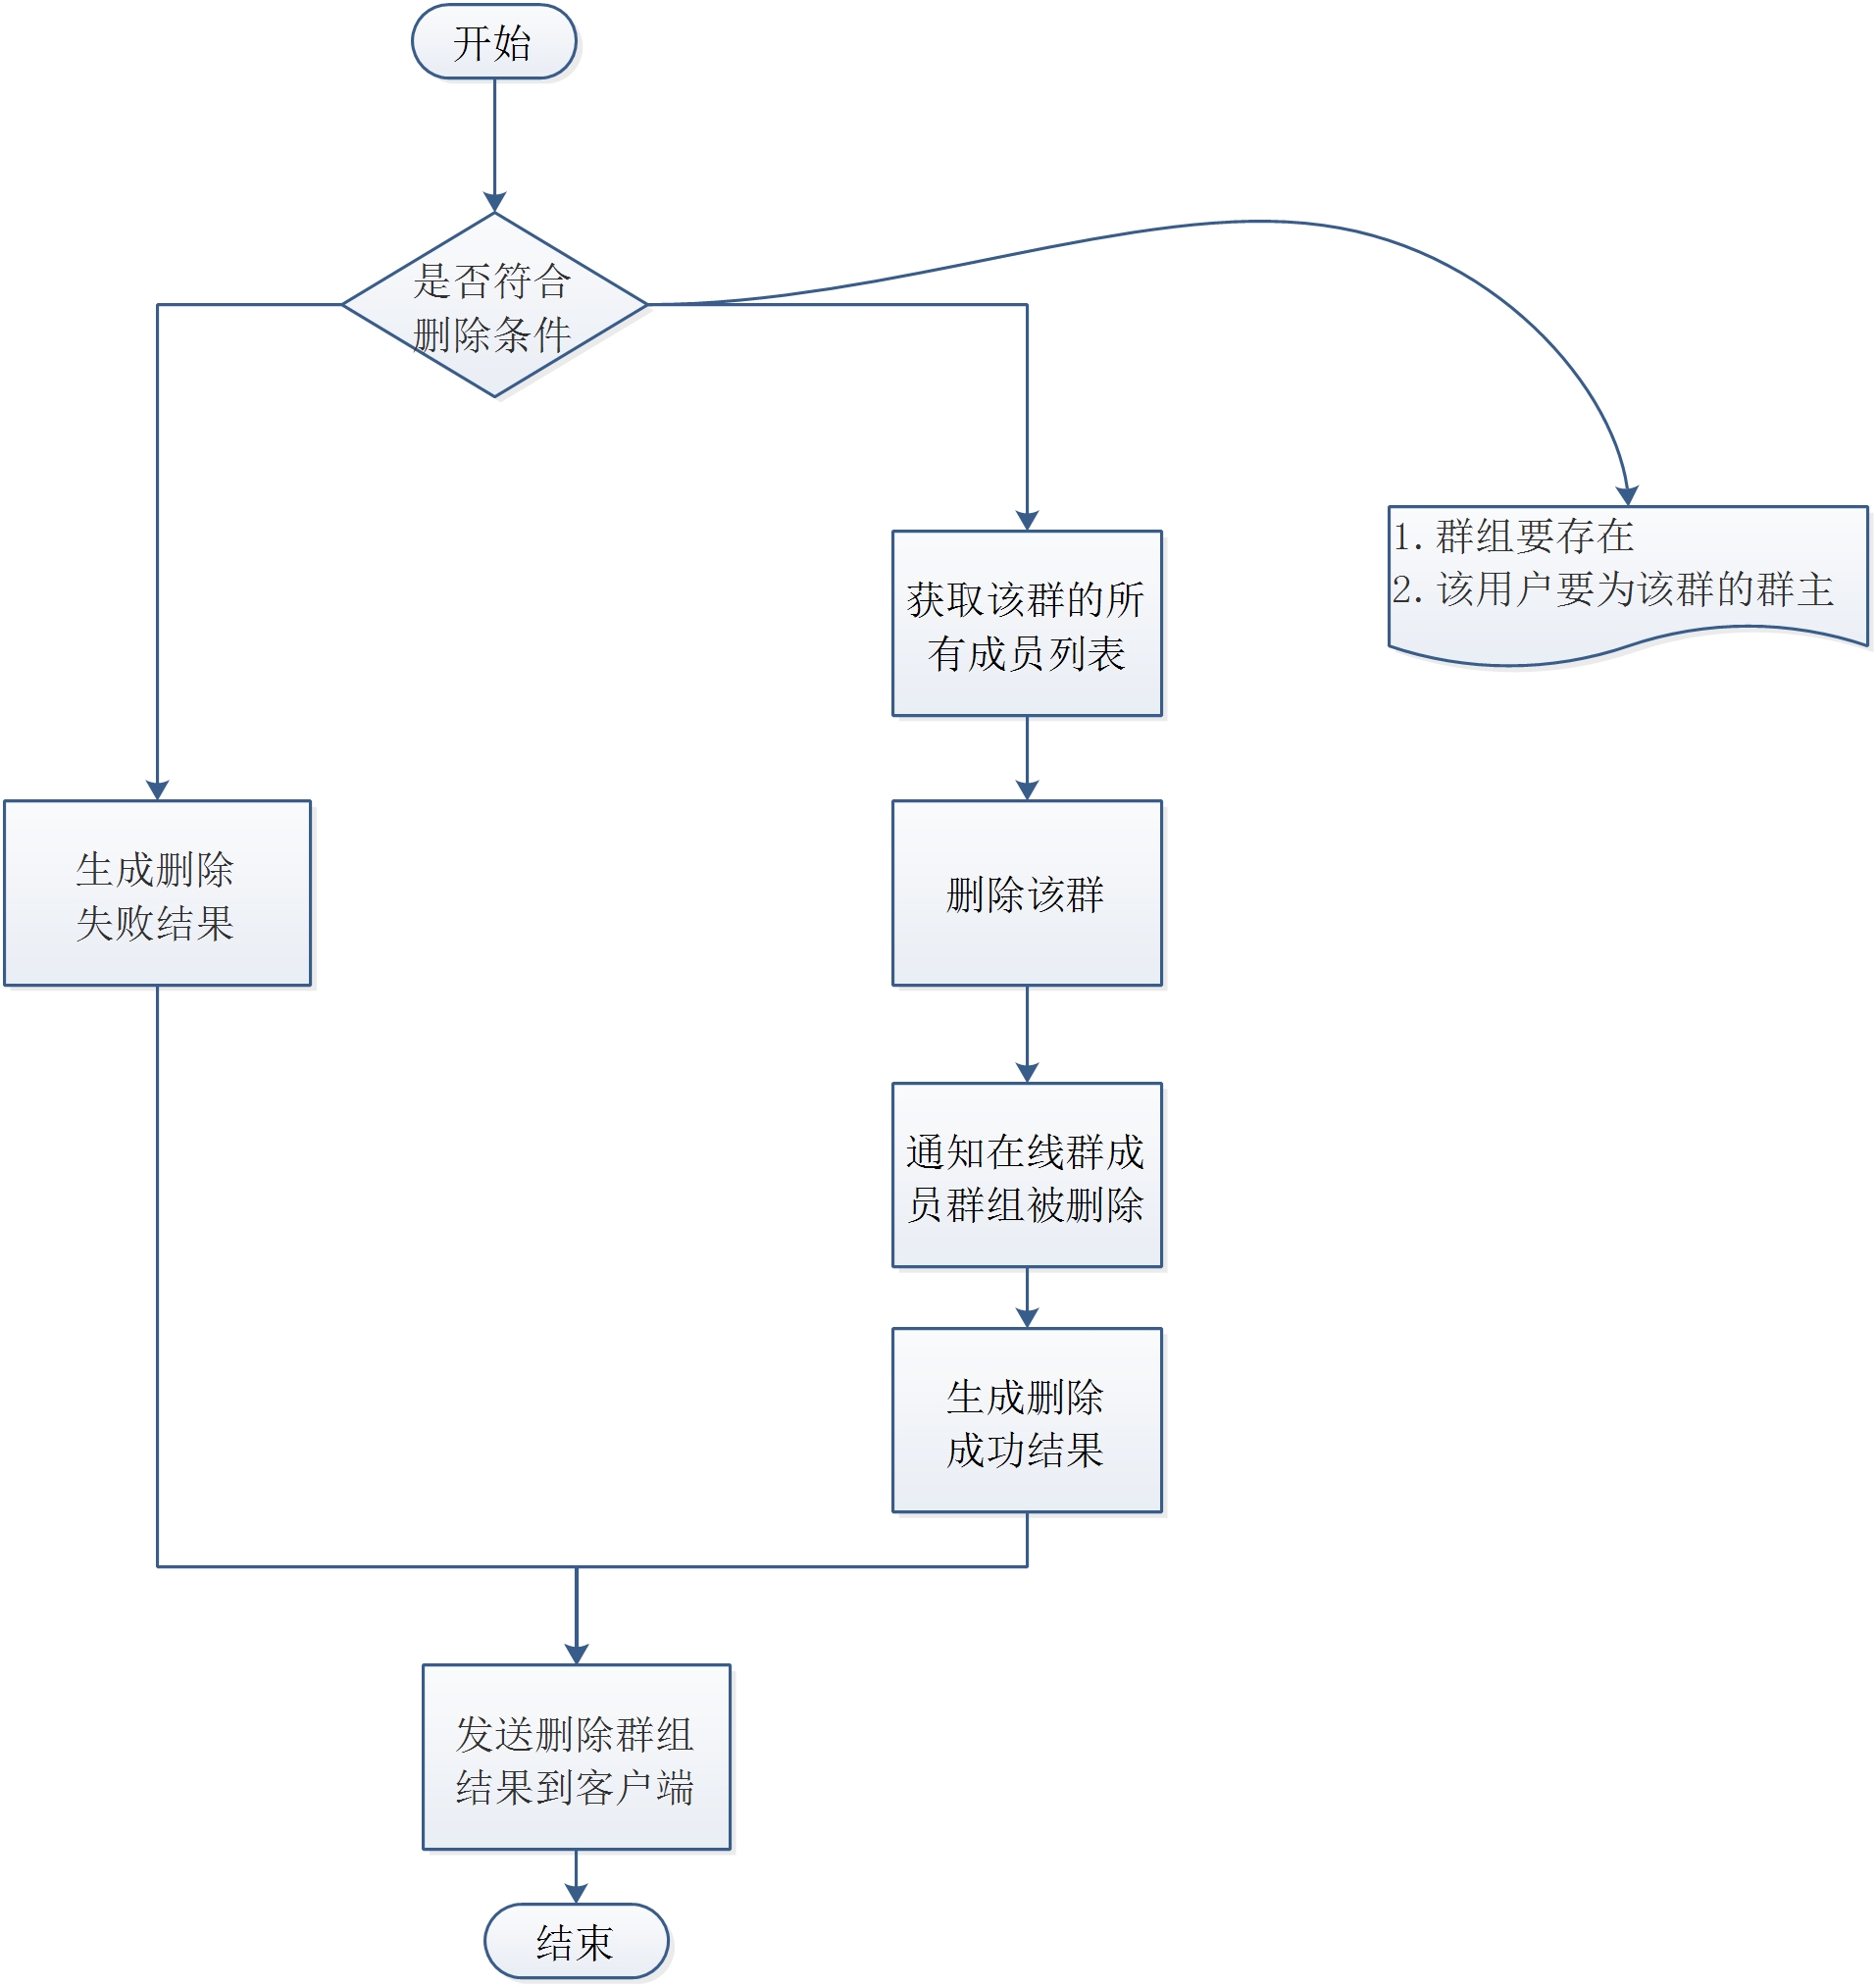 开始
是否符合
删除条件
1. 群组要存在
2. 该用户要为该群的群主
获取该群的所
有成员列表
生成删除
失败结果
删除该群
通知在线群成
员群组被删除
生成删除
成功结果
发送删除群组
结果到客户端
结束